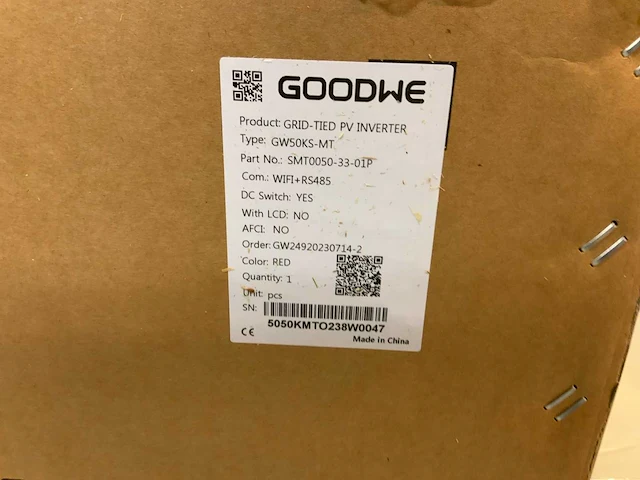 GOODWE
Product: GRID-TIED PV INVERTER
Type: GW50KS-MT
Part No.: SMT0050-33-01P
Com.: WIFI+RS485
DC Switch: YES
With LCD: NO
AFCI: NO
Order: GW24920230714-2
Color: RED
Quantity: 1
Unit: pcs
SN:
5050KMTO238W0047
CE Made in China